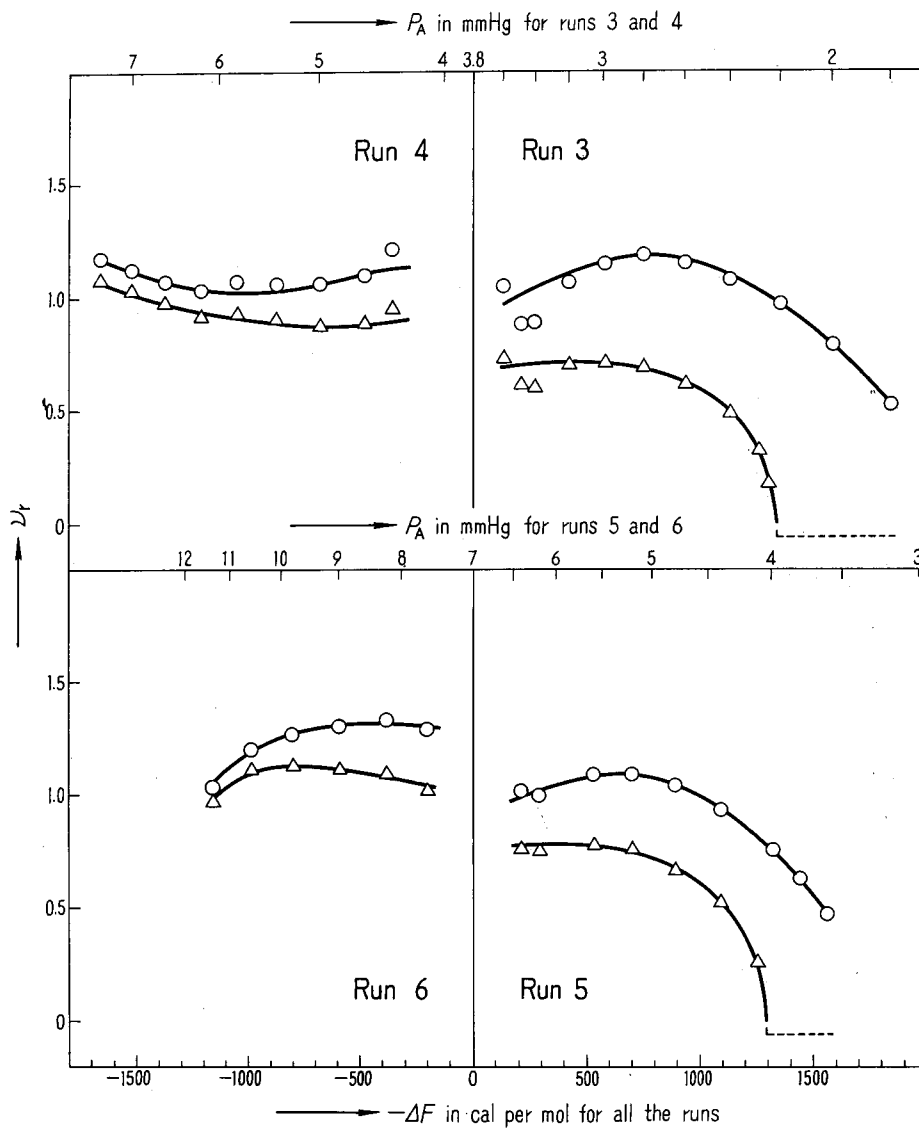 P_A in mmHg for runs 3 and 4
7 6 5 4 3.8 3 2
Run 4 Run 3
1.5
1.0
0.5
0
P_A in mmHg for runs 5 and 6
12 11 10 9 8 7 6 5 4 3
ν_r
1.5
1.0
0.5
0
Run 6 Run 5
−1500 −1000 −500 0 500 1000 1500
−ΔF in cal per mol for all the runs